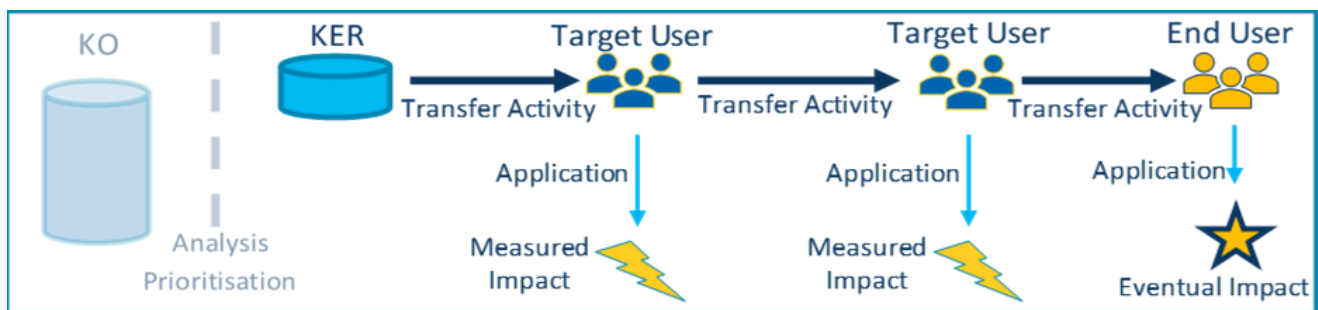 KO
KER
Target User
Target User
End User
Transfer Activity
Transfer Activity
Transfer Activity
Application
Application
Application
Analysis
Prioritisation
Measured
Impact
Measured
Impact
Eventual Impact